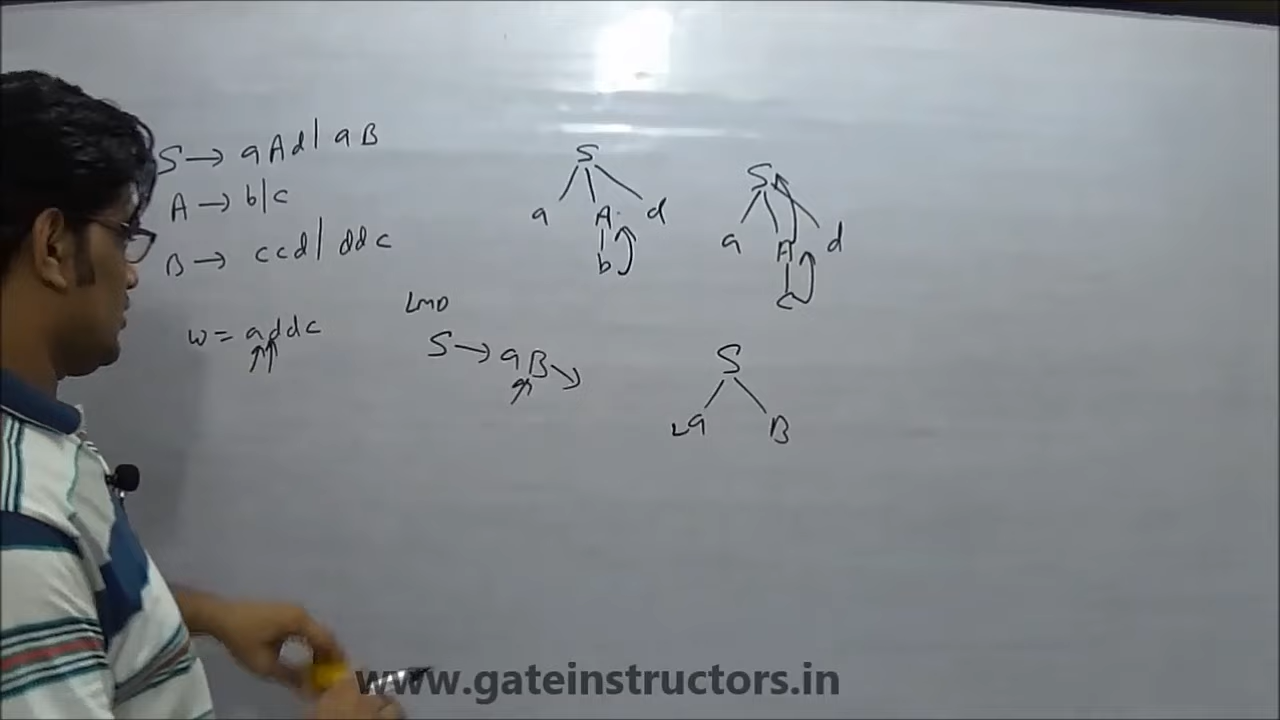 S → aAd | aB
A → b|c
B → ccd | ddc
w = addc
LMD
S → aB →
S
a A d
b
S
a A d
c
S
a B
www.gateinstructors.in